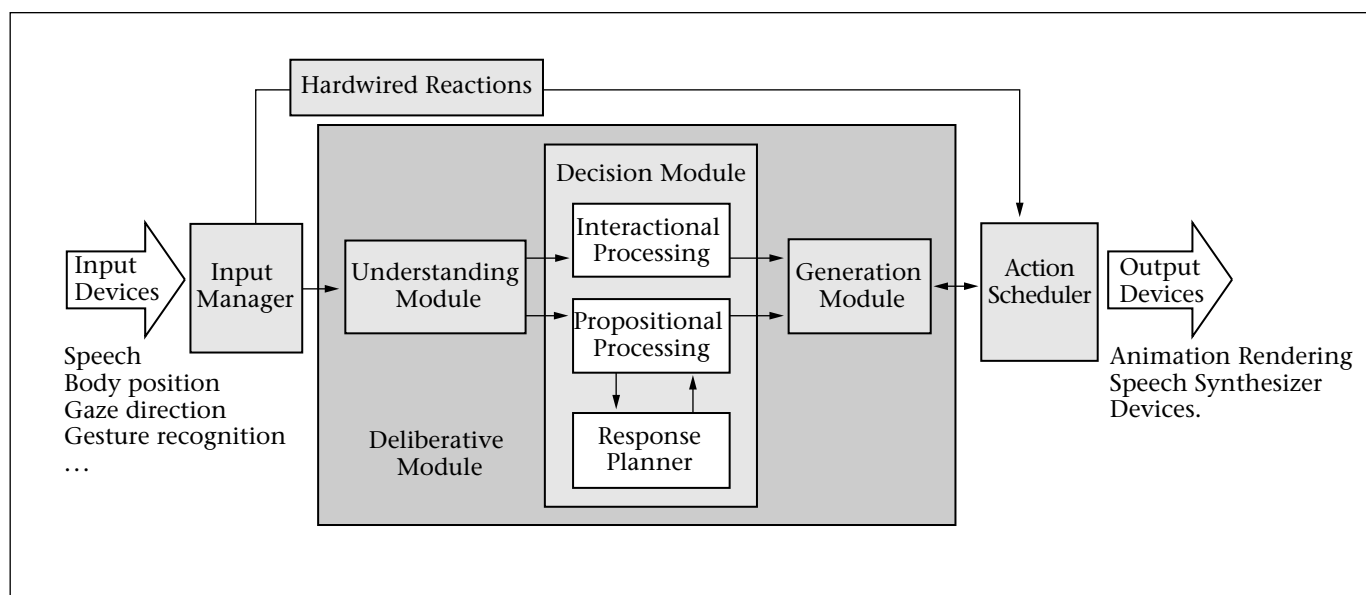 Hardwired Reactions
Decision Module
Interactional
Processing
Input
Devices
Input
Manager
Understanding
Module
Generation
Module
Action
Scheduler
Output
Devices
Propositional
Processing
Speech
Body position
Gaze direction
Gesture recognition
…
Animation Rendering
Speech Synthesizer
Devices.
Deliberative
Module
Response
Planner